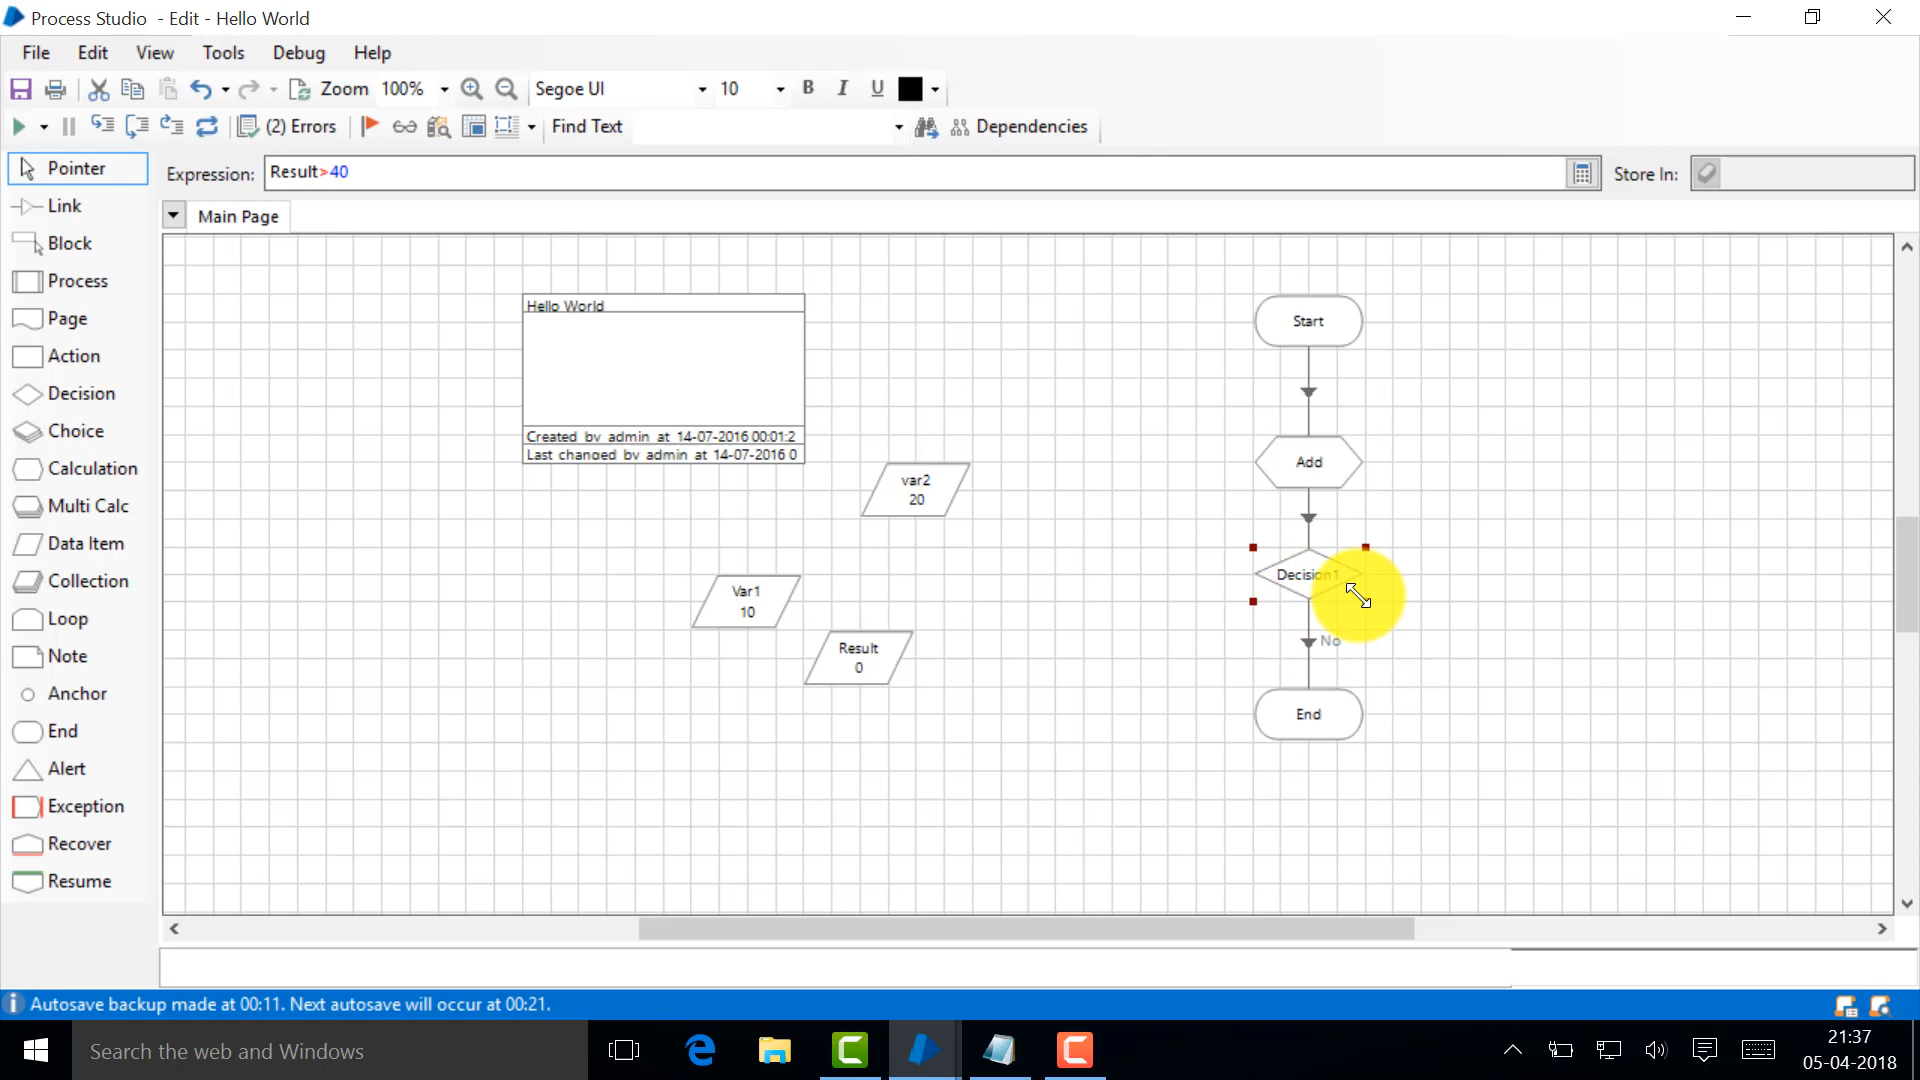 Process Studio - Edit - Hello World
File Edit View Tools Debug Help
Zoom 100% Segoe UI 10 B I U
(2) Errors Find Text Dependencies
Pointer
Expression: Result>40 Store In:
Link
Main Page
Block
Process
Page
Action
Decision
Choice
Calculation
Multi Calc
Data Item
Collection
Loop
Note
Anchor
End
Alert
Exception
Recover
Resume
Hello World
Created by admin at 14-07-2016 00:01:2
Last changed by admin at 14-07-2016 0
var2
20
Var1
10
Result
0
Start
Add
Decision1
No
End
Autosave backup made at 00:11. Next autosave will occur at 00:21.
Search the web and Windows
21:37
05-04-2018